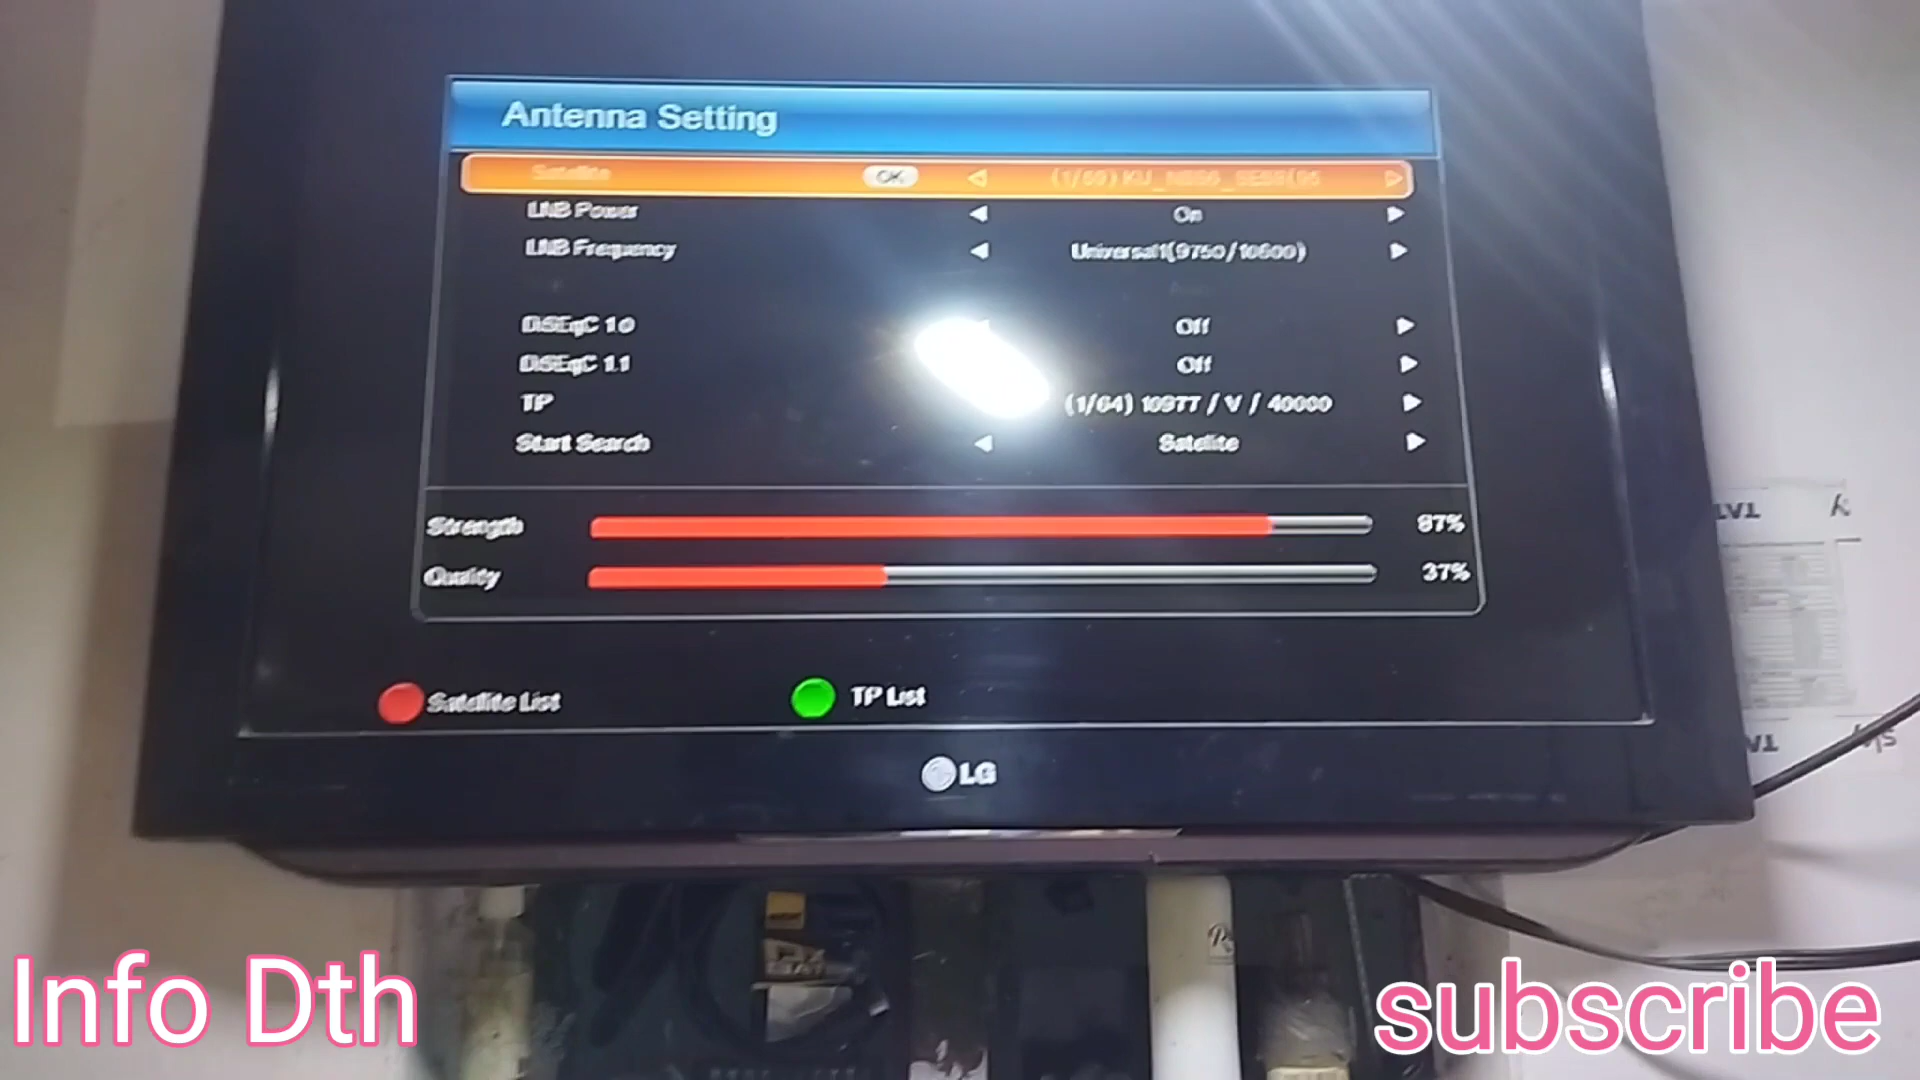 Antenna Setting
Satellite OK
LNB Power On
LNB Frequency Universal1(9750/10600)
DiSEqC 1.0 Off
DiSEqC 1.1 Off
TP (1/64) 10977 / V / 40000
Start Search Satellite
Strength 87%
Quality 37%
Satellite List TP List
LG
Info Dth
subscribe